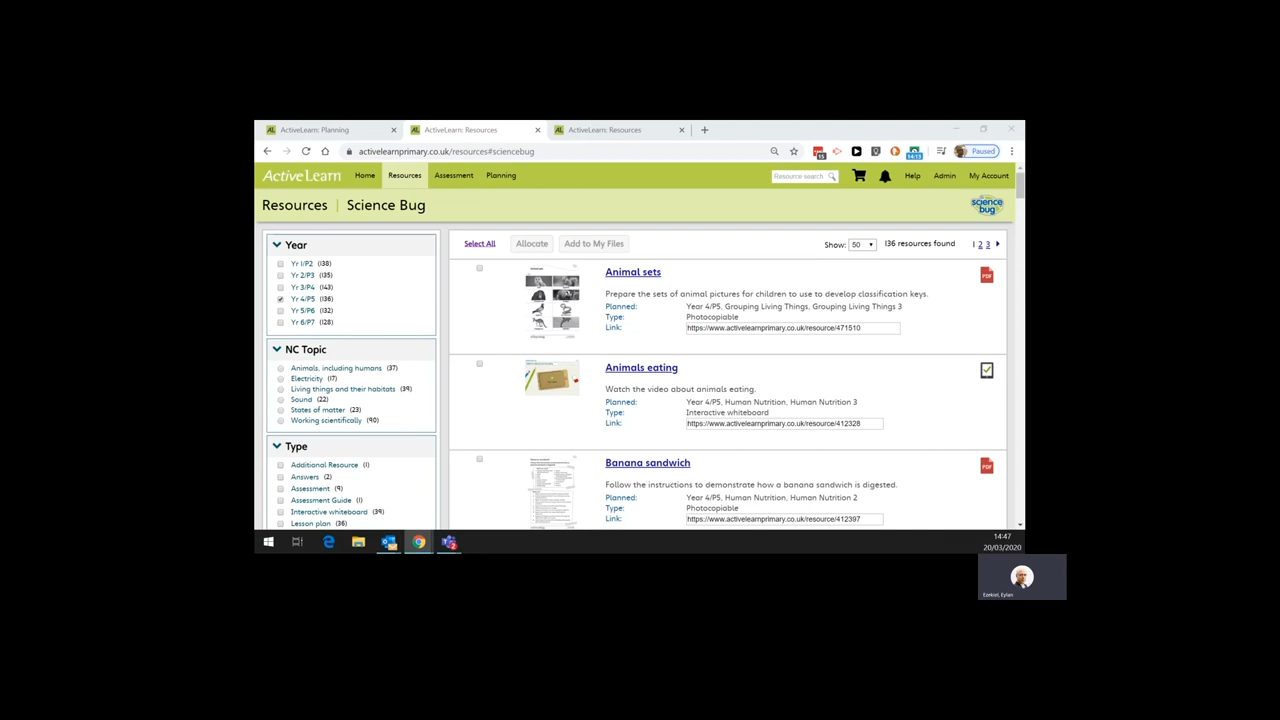 ActiveLearn: Planning
ActiveLearn: Resources
ActiveLearn: Resources
activelearnprimary.co.uk/resources#sciencebug
15
14:13
Paused
ActiveLearn
Home
Resources
Assessment
Planning
Resource search
Help
Admin
My Account
Resources | Science Bug
science bug
Year
Yr 1/P2 (138)
Yr 2/P3 (135)
Yr 3/P4 (143)
Yr 4/P5 (136)
Yr 5/P6 (132)
Yr 6/P7 (128)
NC Topic
Animals, including humans (37)
Electricity (17)
Living things and their habitats (39)
Sound (22)
States of matter (23)
Working scientifically (90)
Type
Additional Resource (1)
Answers (2)
Assessment (9)
Assessment Guide (1)
Interactive whiteboard (39)
Lesson plan (36)
Select All
Allocate
Add to My Files
Show: 50
136 resources found
1 2 3
Animal sets
PDF
Prepare the sets of animal pictures for children to use to develop classification keys.
Planned: Year 4/P5, Grouping Living Things, Grouping Living Things 3
Type: Photocopiable
Link: https://www.activelearnprimary.co.uk/resource/471510
Animals eating
Watch the video about animals eating.
Planned: Year 4/P5, Human Nutrition, Human Nutrition 3
Type: Interactive whiteboard
Link: https://www.activelearnprimary.co.uk/resource/412328
Banana sandwich
PDF
Follow the instructions to demonstrate how a banana sandwich is digested.
Planned: Year 4/P5, Human Nutrition, Human Nutrition 2
Type: Photocopiable
Link: https://www.activelearnprimary.co.uk/resource/412397
14:47
20/03/2020
Ezekiel, Eylan